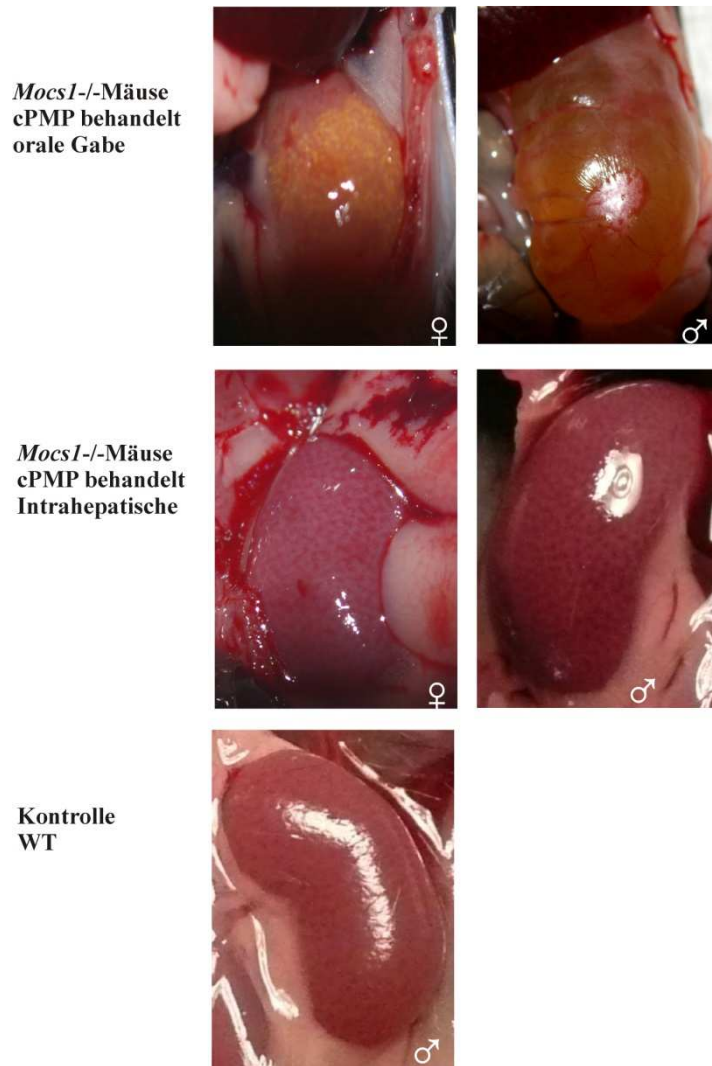 Mocs1-/-Mäuse
cPMP behandelt
orale Gabe
♀
♂
Mocs1-/-Mäuse
cPMP behandelt
Intrahepatische
♀
♂
Kontrolle
WT
♂